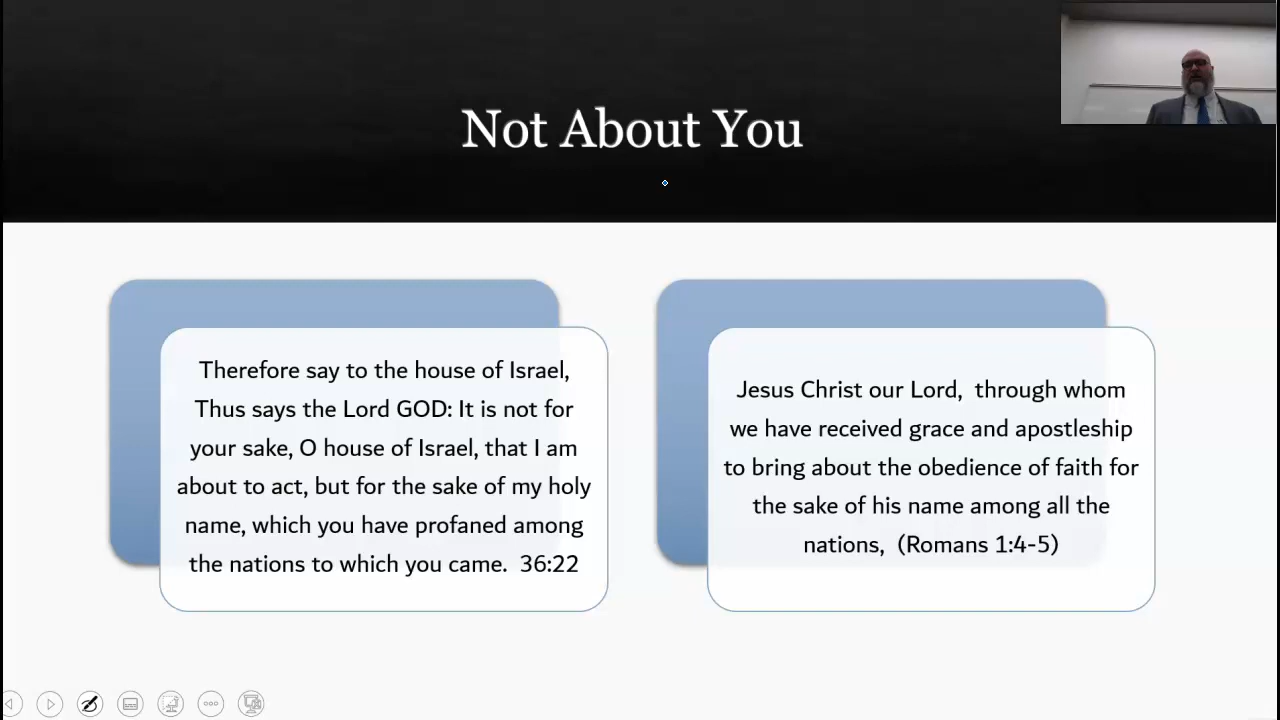 Not About You
Therefore say to the house of Israel,
Thus says the Lord GOD: It is not for
your sake, O house of Israel, that I am
about to act, but for the sake of my holy
name, which you have profaned among
the nations to which you came.  36:22
Jesus Christ our Lord,  through whom
we have received grace and apostleship
to bring about the obedience of faith for
the sake of his name among all the
nations,  (Romans 1:4-5)